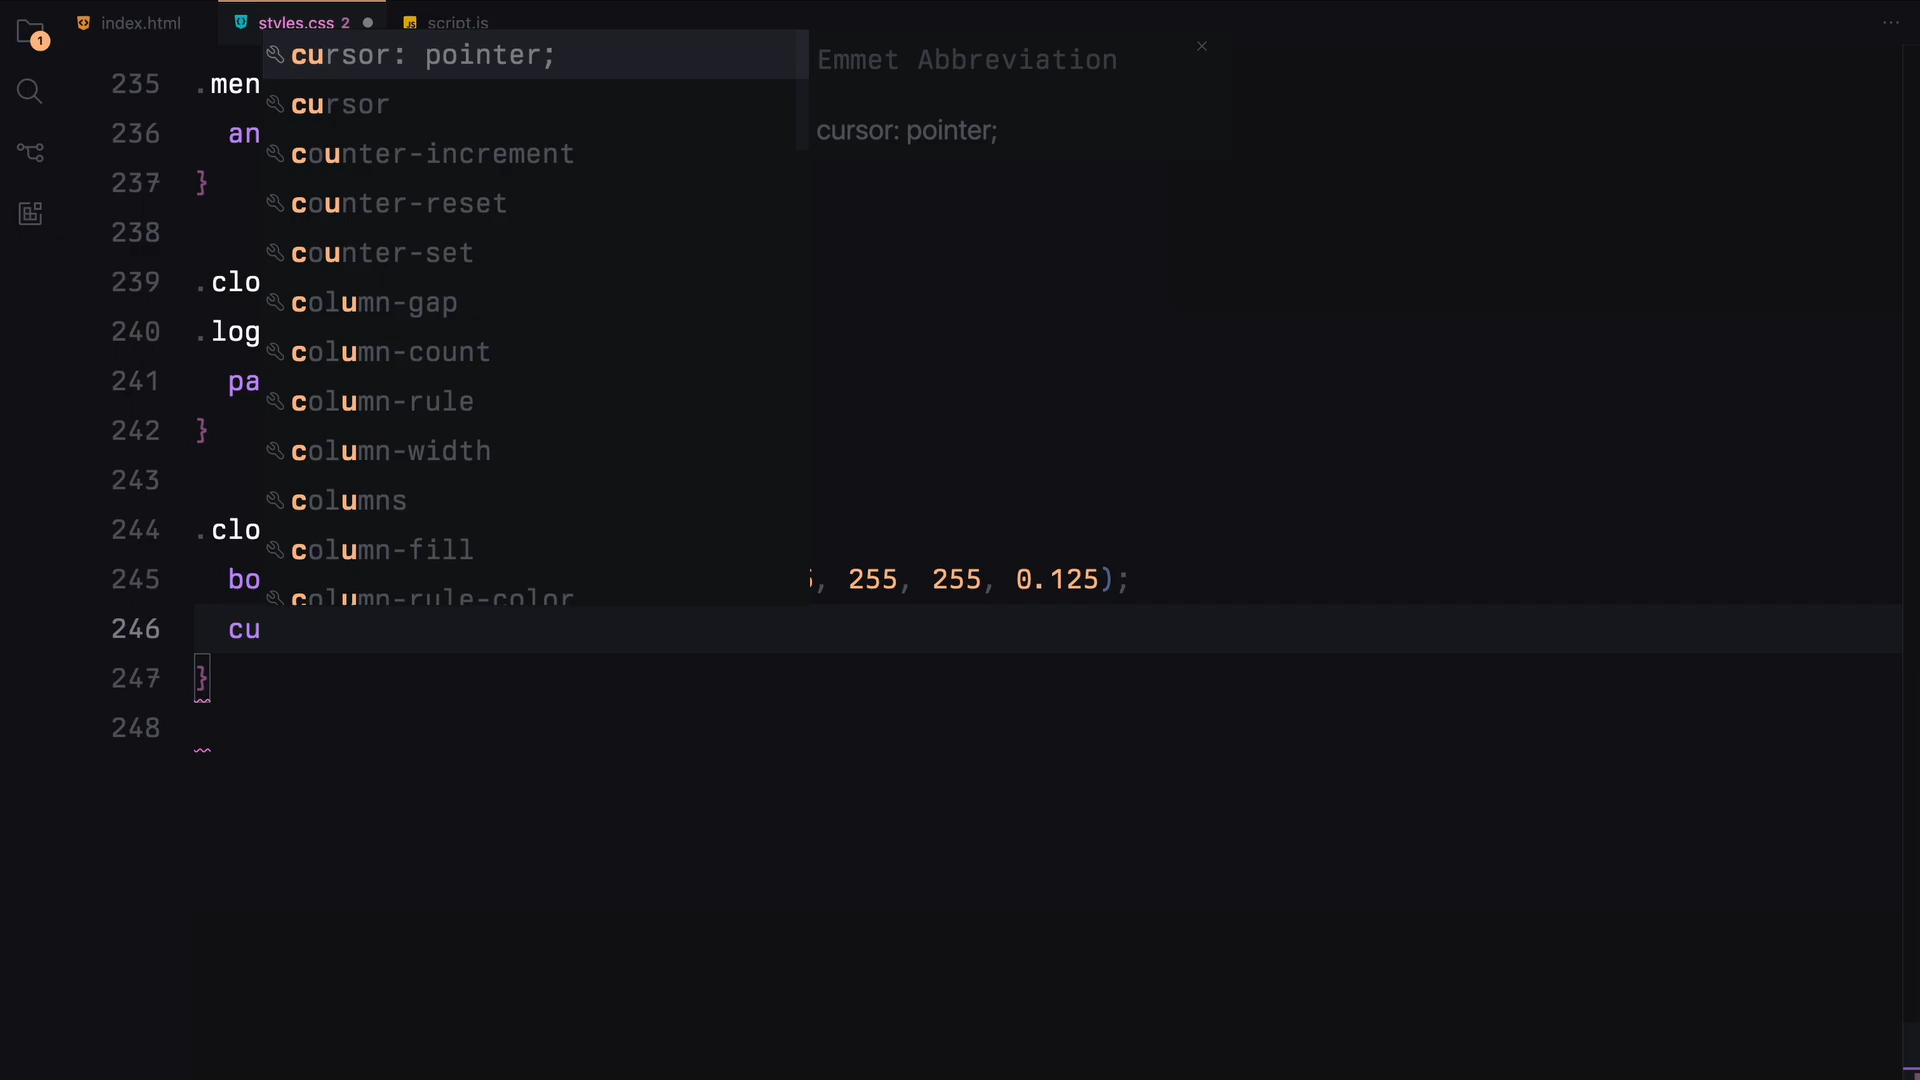 1
index.html
styles.css 2
script.js
...
cursor: pointer;
cursor
counter-increment
counter-reset
counter-set
column-gap
column-count
column-rule
column-width
columns
column-fill
column-rule-color
Emmet Abbreviation
×
cursor: pointer;
235 .men
236 an
237 }
238
239 .clo
240 .log
241 pa
242 }
243
244 .clo
245 bo , 255, 255, 0.125);
246 cu
247 }
248